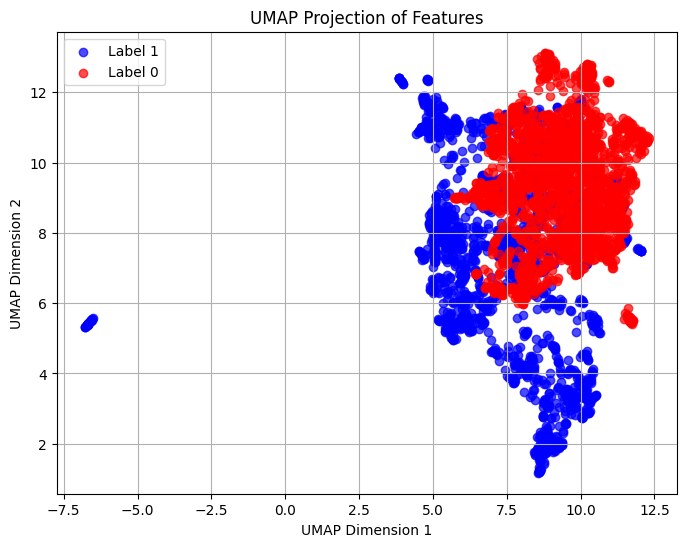 UMAP Projection of Features
Label 1
Label 0
UMAP Dimension 2
12
10
8
6
4
2
−7.5 −5.0 −2.5 0.0 2.5 5.0 7.5 10.0 12.5
UMAP Dimension 1